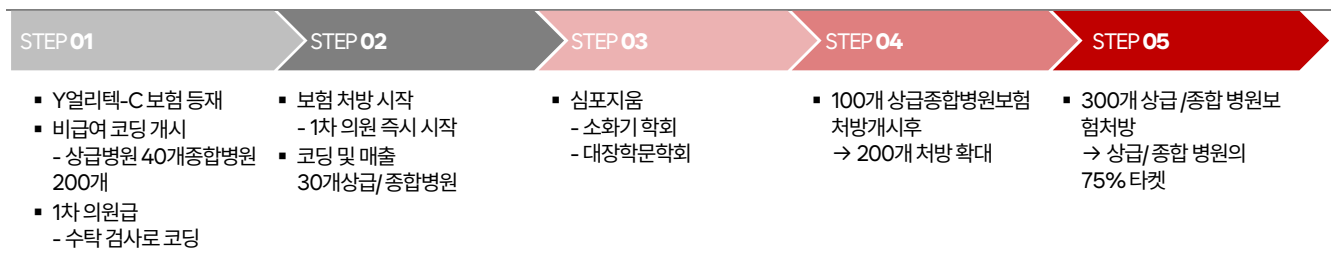 STEP 01
STEP 02
STEP 03
STEP 04
STEP 05
▪ Y얼리텍-C 보험 등재
▪ 비급여 코딩 개시
- 상급병원 40개종합병원
200개
▪ 1차 의원급
- 수탁 검사로 코딩
▪ 보험 처방 시작
- 1차 의원 즉시 시작
▪ 코딩 및 매출
30개상급/ 종합병원
▪ 심포지움
- 소화기 학회
- 대장학문학회
▪ 100개 상급종합병원보험
처방개시후
→ 200개 처방 확대
▪ 300개 상급 /종합 병원보
험처방
→ 상급/ 종합 병원의
75% 타켓